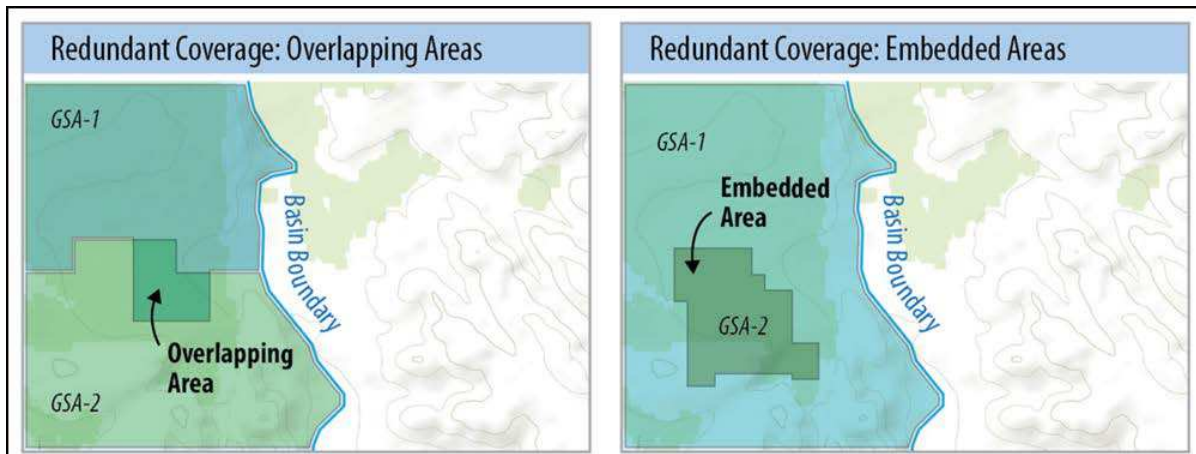 Redundant Coverage: Overlapping Areas
GSA-1
Basin Boundary
Overlapping
Area
GSA-2
Redundant Coverage: Embedded Areas
GSA-1
Embedded
Area
Basin Boundary
GSA-2